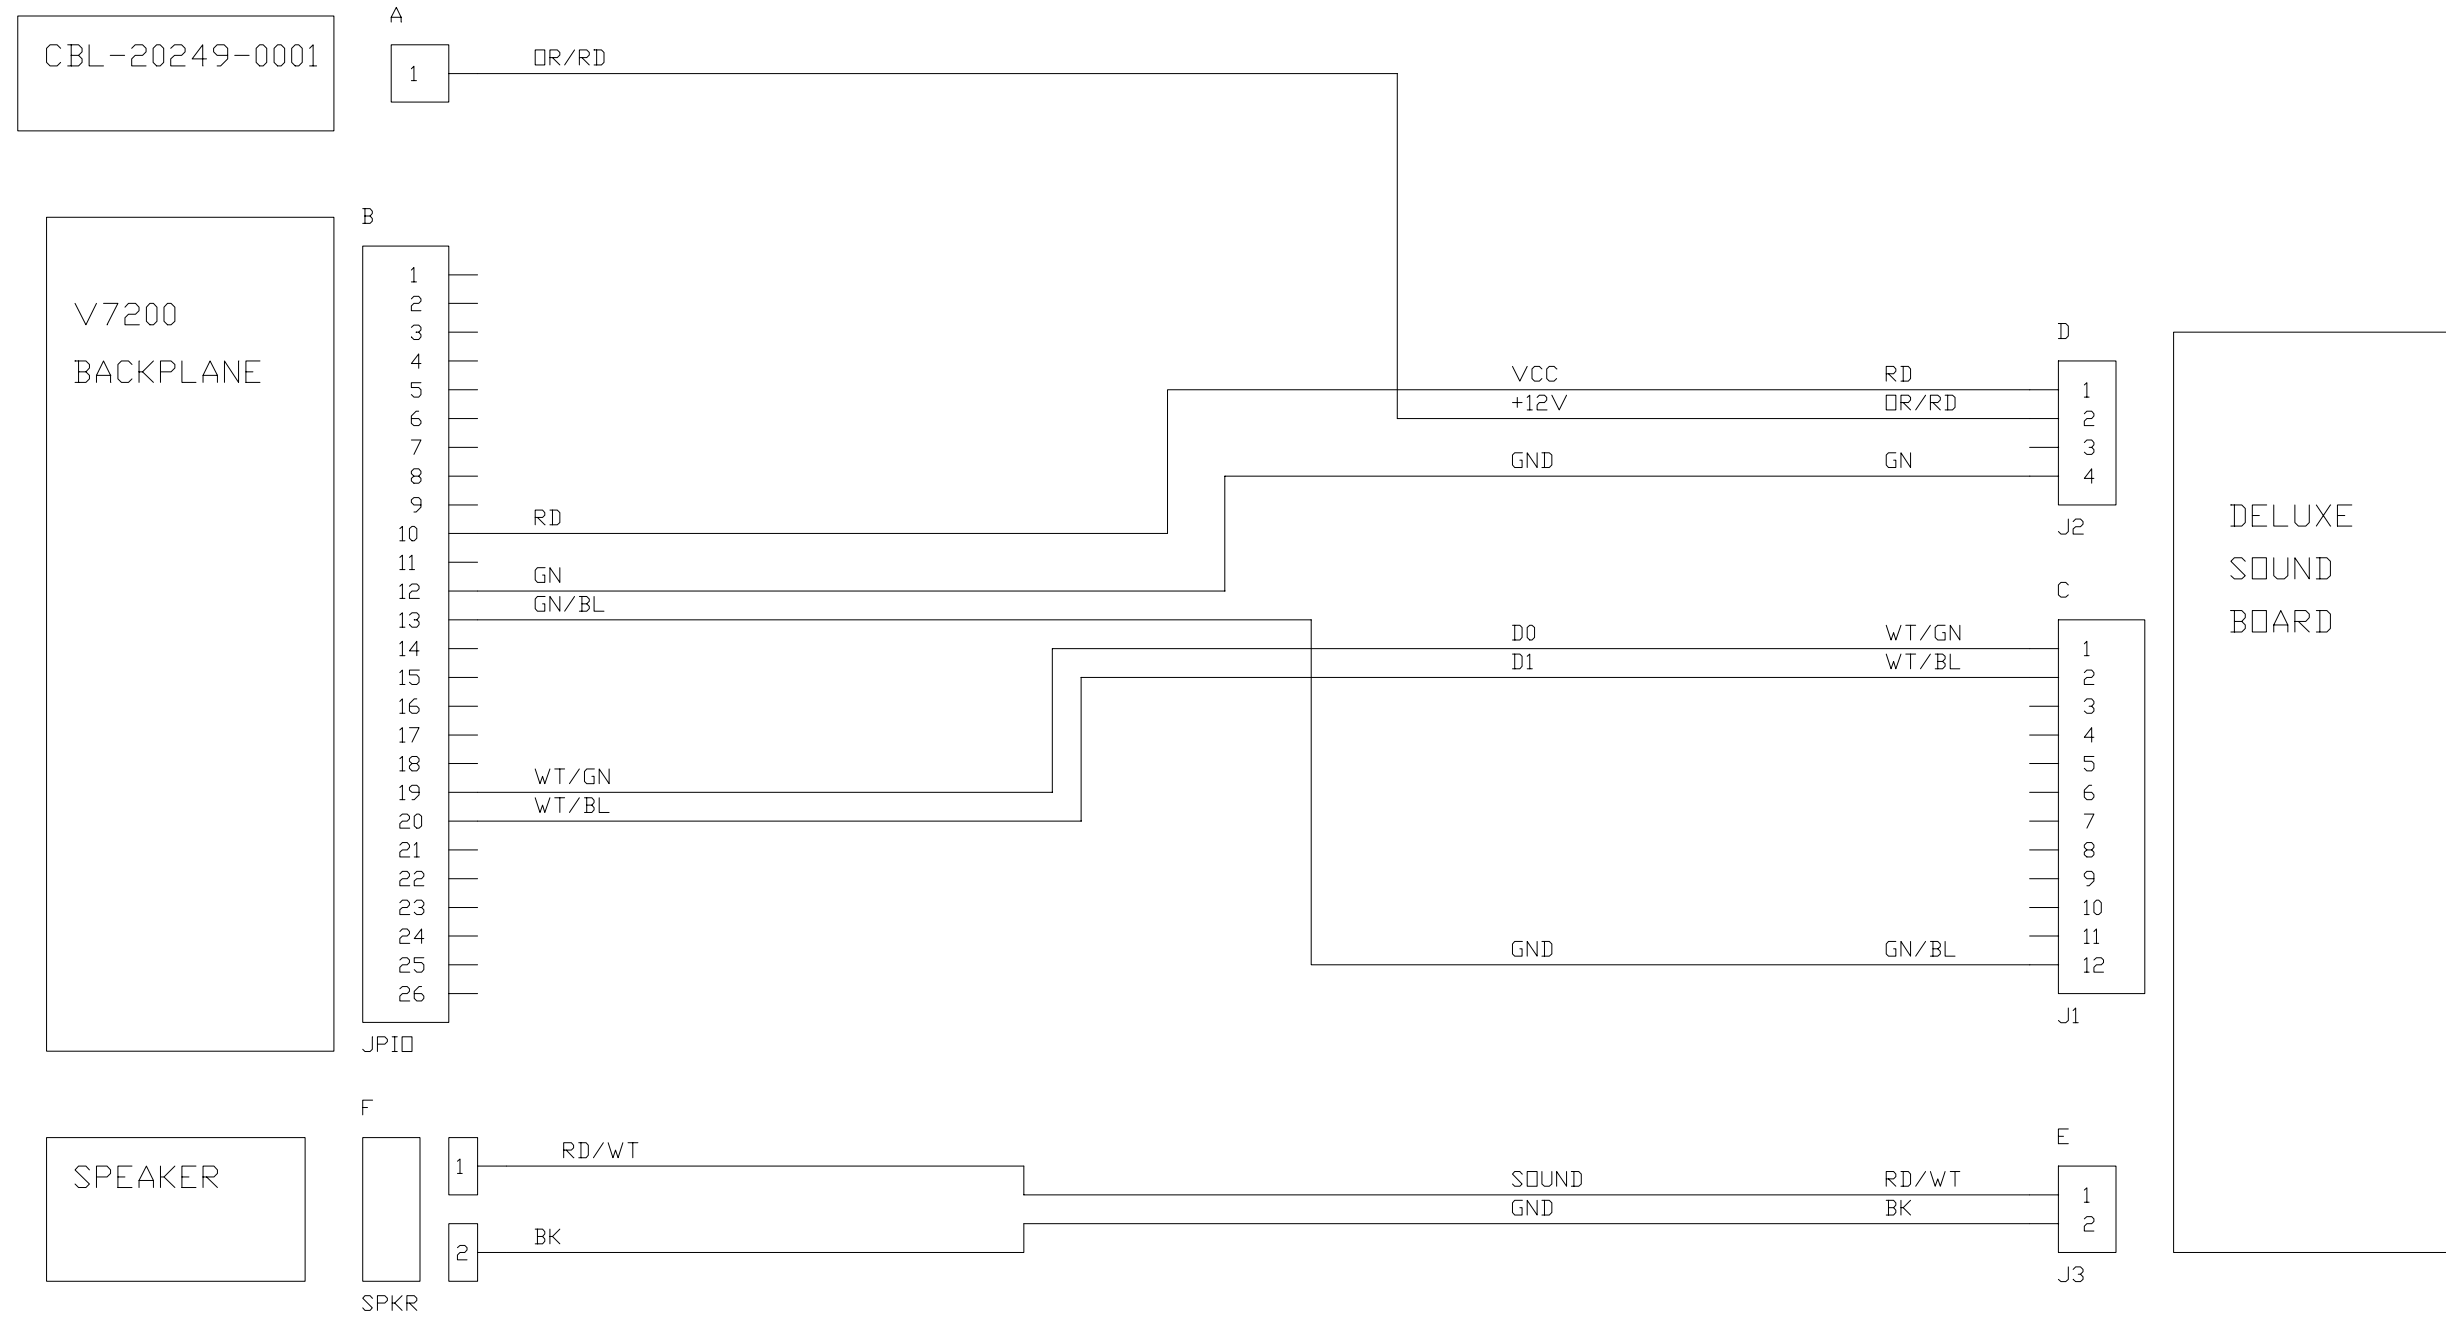 A
CBL-20249-0001
1
OR/RD
B
V7200
BACKPLANE
1
2
3
4
5
6
7
8
9
10
11
12
13
14
15
16
17
18
19
20
21
22
23
24
25
26
JPIO
RD
GN
GN/BL
WT/GN
WT/BL
D
VCC
RD
+12V
OR/RD
GND
GN
1
2
3
4
J2
C
D0
WT/GN
D1
WT/BL
GND
GN/BL
1
2
3
4
5
6
7
8
9
10
11
12
J1
DELUXE
SOUND
BOARD
F
SPEAKER
1
RD/WT
2
BK
SPKR
E
SOUND
RD/WT
GND
BK
1
2
J3